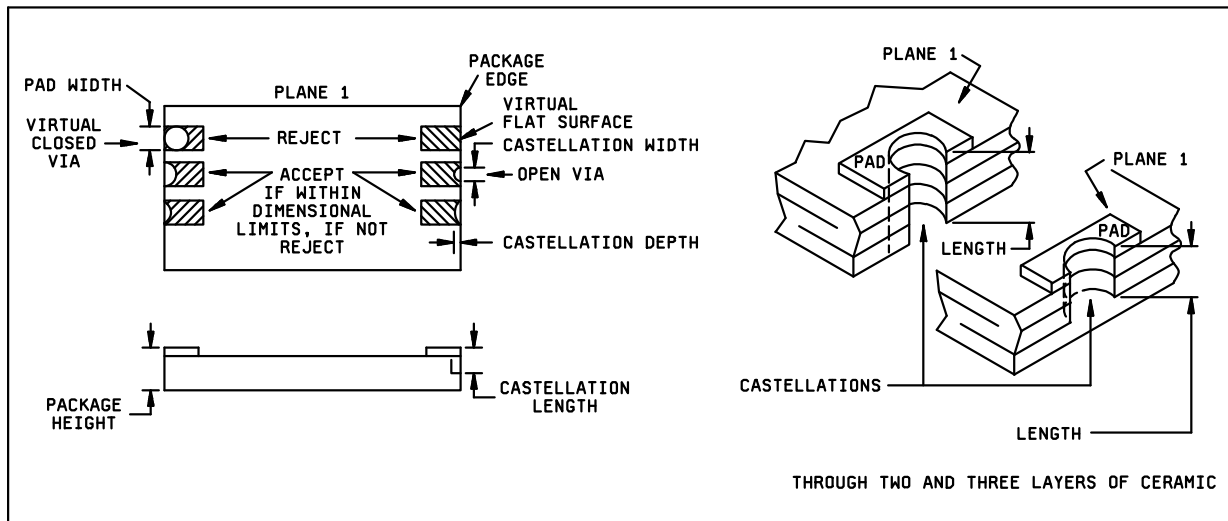 PAD WIDTH
VIRTUAL
CLOSED
VIA
PLANE 1
REJECT
ACCEPT
IF WITHIN
DIMENSIONAL
LIMITS, IF NOT
REJECT
PACKAGE
EDGE
VIRTUAL
FLAT SURFACE
CASTELLATION WIDTH
OPEN VIA
CASTELLATION DEPTH
PACKAGE
HEIGHT
CASTELLATION
LENGTH
PLANE 1
PAD
LENGTH
PLANE 1
PAD
CASTELLATIONS
LENGTH
THROUGH TWO AND THREE LAYERS OF CERAMIC